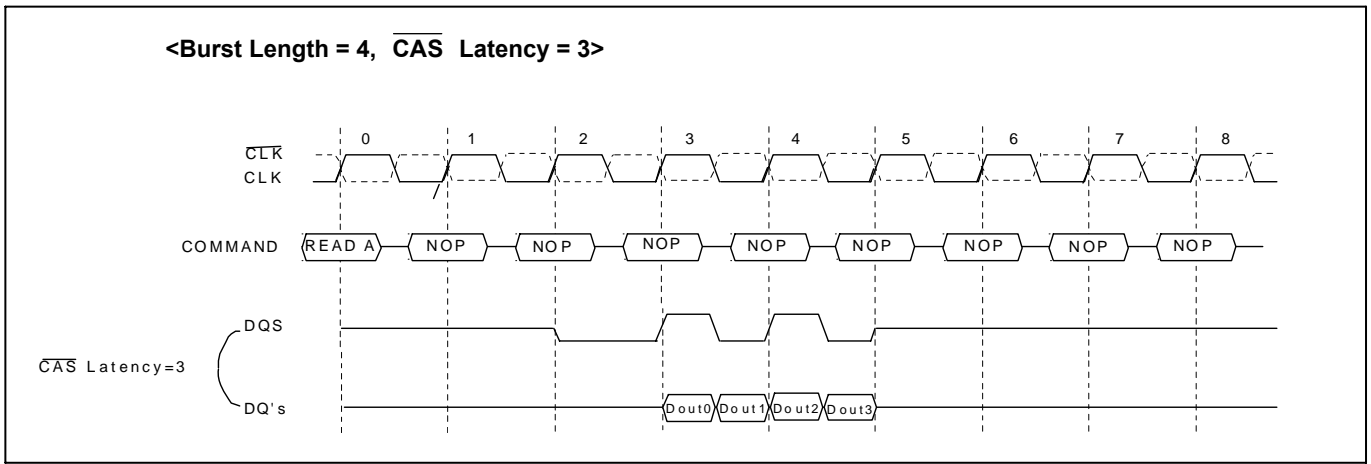 <Burst Length = 4, CAS Latency = 3>
0 1 2 3 4 5 6 7 8
CLK
CLK
COMMAND READ A NOP NOP NOP NOP NOP NOP NOP NOP
DQS
CAS Latency=3
DQ's Dout0 Dout1 Dout2 Dout3